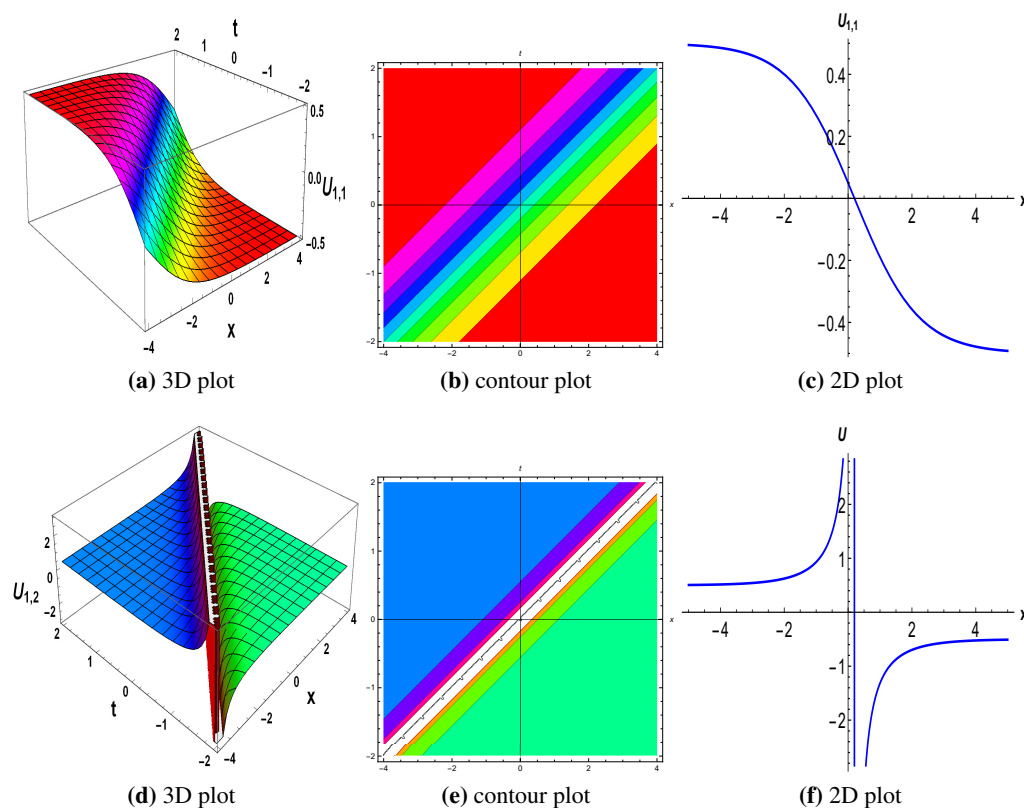 t
2
1
0
−1
−2
0.5
0.0
U1,1
−0.5
4
2
0
−2
−4
x
(a) 3D plot
t
2
1
0
−1
−2
−4 −2 0 2 4
x
(b) contour plot
U1,1
0.4
0.2
−4 −2 2 4 x
−0.2
−0.4
(c) 2D plot
2
0
−2
U1,2
2
1
0
−1
−2
t
4
2
0
−2
−4
x
(d) 3D plot
t
2
1
0
−1
−2
−4 −2 0 2 4
x
(e) contour plot
U
2
1
−4 −2 2 4 x
−1
−2
(f) 2D plot